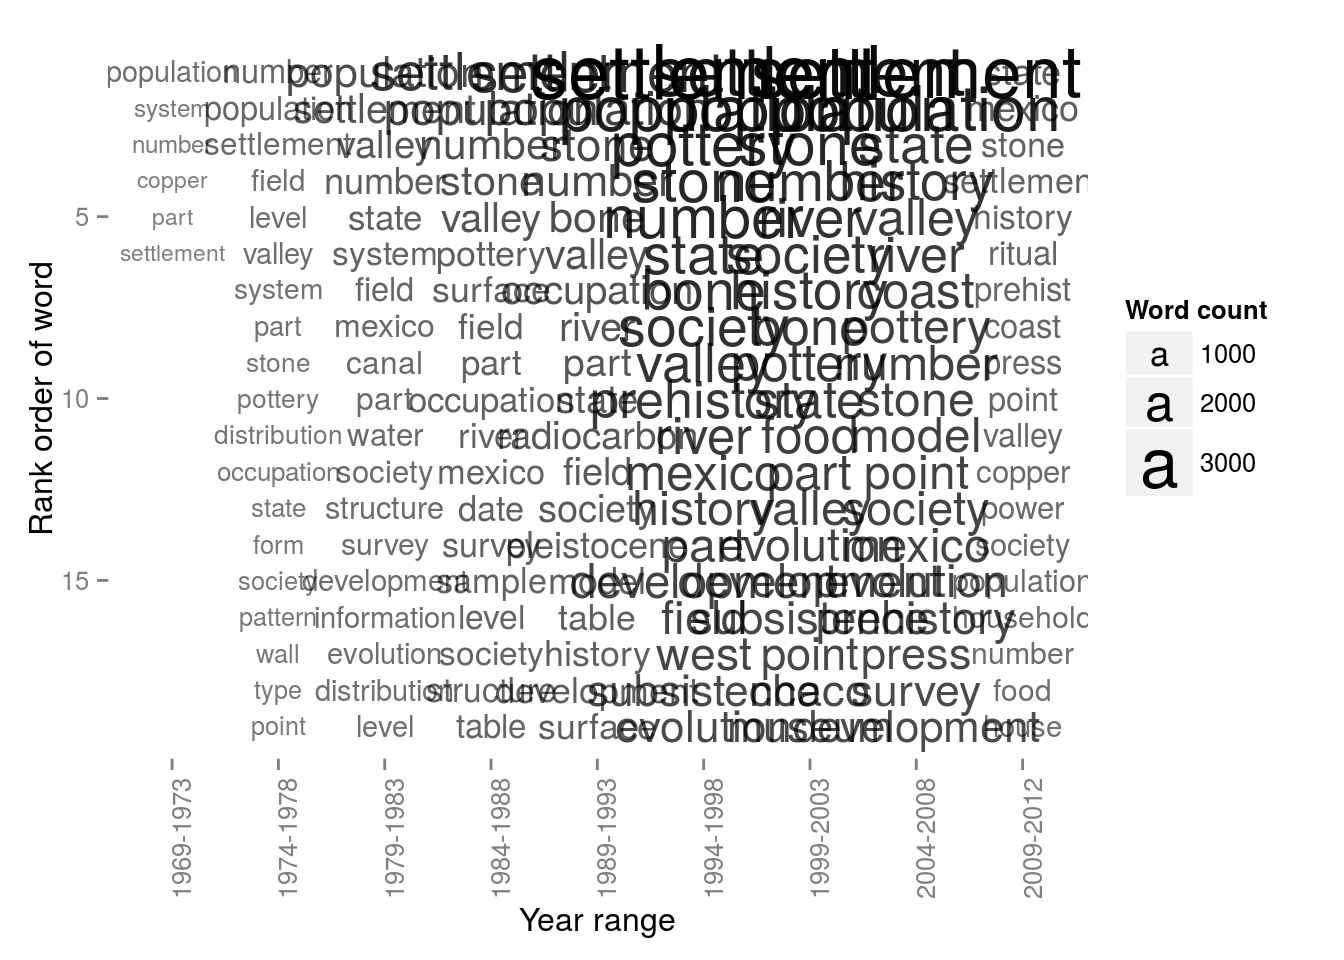 population number population settlement settlement settlement settlement settlement state
system population settlement population population population population population mexico
number settlement valley number stone pottery stone state stone
copper field number stone number stone number history settlement
5 part level state valley bone number river valley history
settlement valley system pottery valley state society river ritual
system field surface occupation bone history coast prehist
part mexico field river society bone pottery coast
stone canal part part valley pottery number press
10 pottery part occupation state prehistory state stone point
distribution water river radiocarbon river food model valley
occupation society mexico field mexico part point copper
state structure date society history valley society power
form survey survey pleistocene part evolution mexico society
15 society development sample model development development evolution population
pattern information level table field subsistence prehistory household
wall evolution society history west point press number
type distribution structure development subsistence chaco survey food
point level table surface evolution museum development house
1969-1973 1974-1978 1979-1983 1984-1988 1989-1993 1994-1998 1999-2003 2004-2008 2009-2012
Year range
Rank order of word
Word count
a 1000
a 2000
a 3000